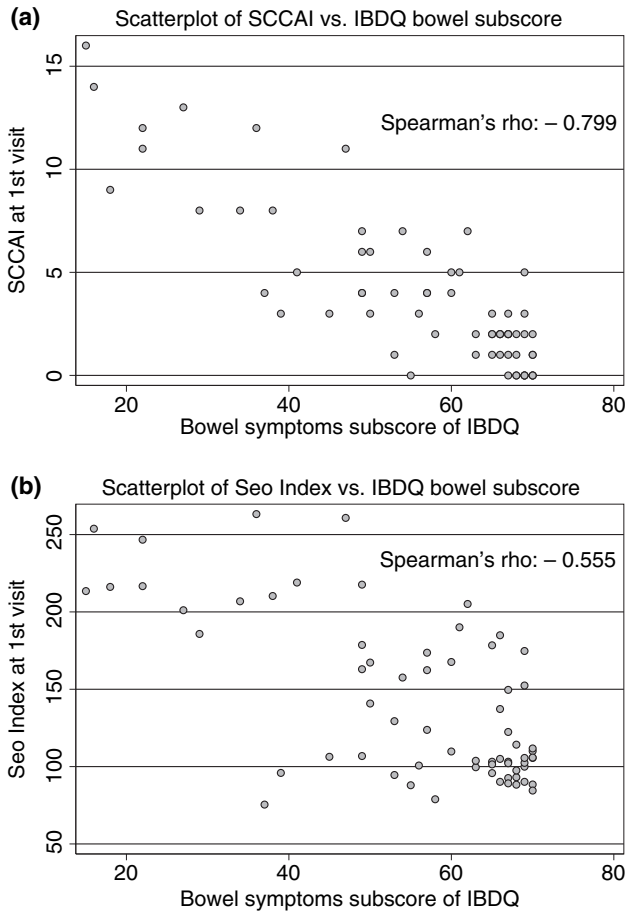 (a) Scatterplot of SCCAI vs. IBDQ bowel subscore
15
10
5
0
SCCAI at 1st visit
Spearman's rho: – 0.799
20 40 60 80
Bowel symptoms subscore of IBDQ
(b) Scatterplot of Seo Index vs. IBDQ bowel subscore
250
200
150
100
50
Seo Index at 1st visit
Spearman's rho: – 0.555
20 40 60 80
Bowel symptoms subscore of IBDQ